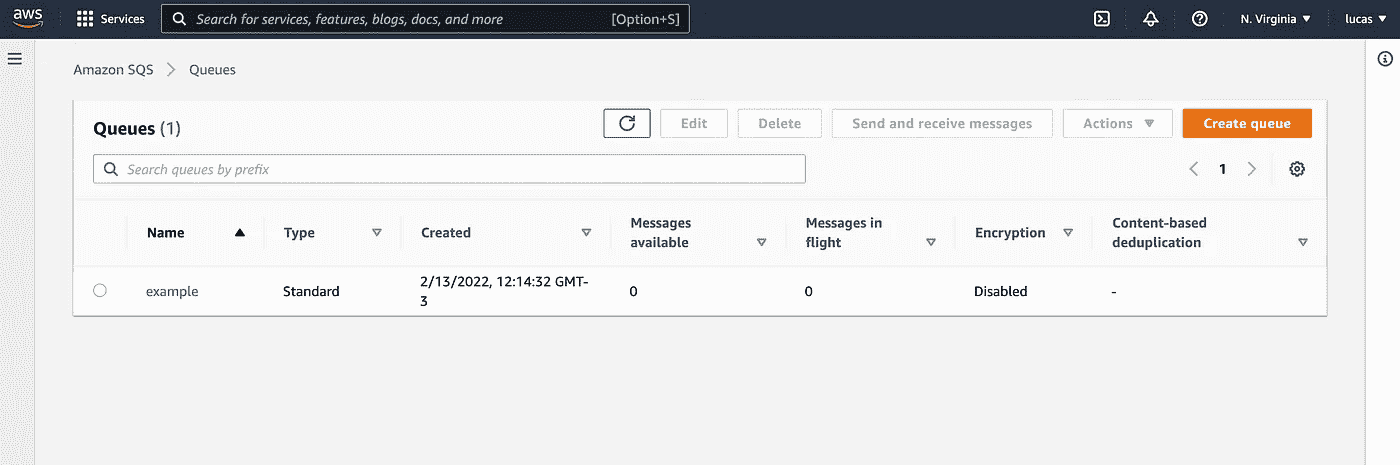 aws Services Search for services, features, blogs, docs, and more [Option+S] N. Virginia lucas
Amazon SQS Queues
Queues (1) Edit Delete Send and receive messages Actions Create queue
Search queues by prefix 1
Name Type Created Messages available Messages in flight Encryption Content-based deduplication
example Standard 2/13/2022, 12:14:32 GMT-3 0 0 Disabled -